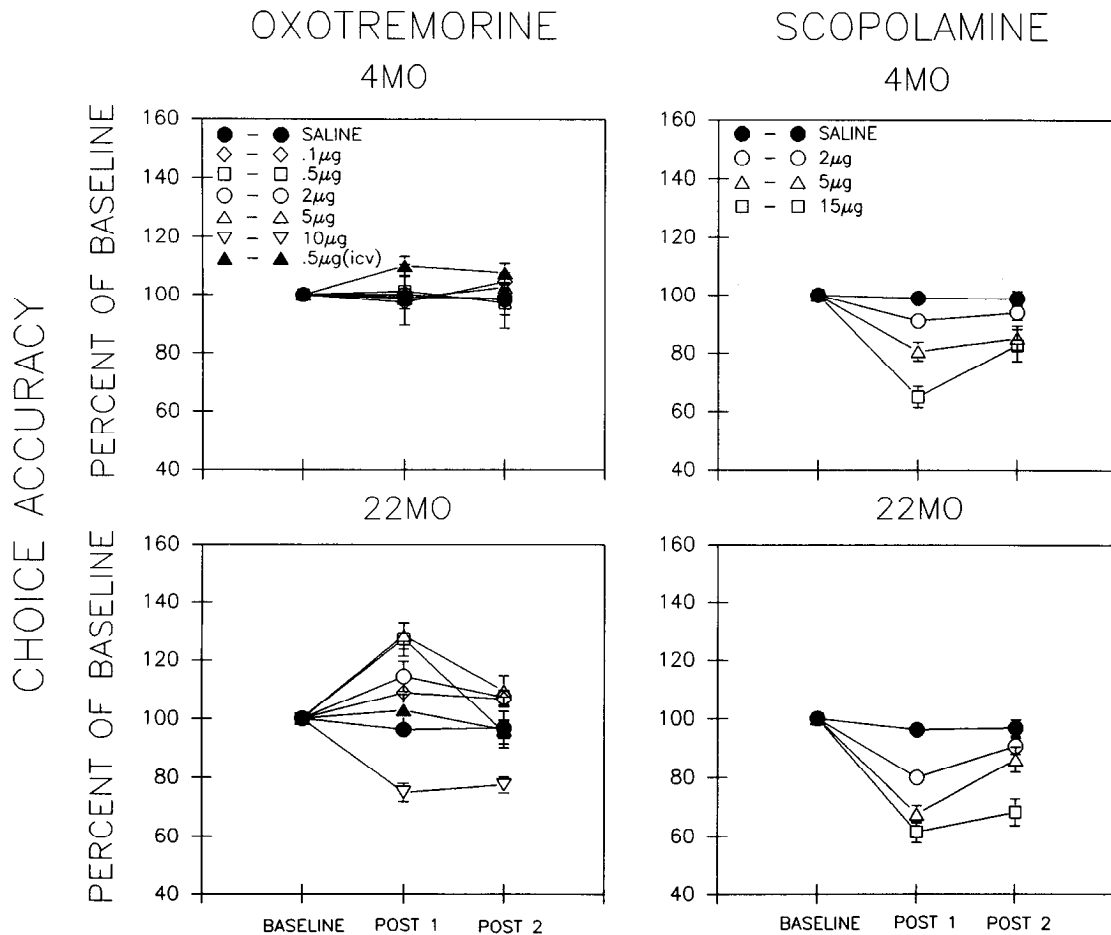 OXOTREMORINE
SCOPOLAMINE
4MO
4MO
CHOICE ACCURACY
PERCENT OF BASELINE
160
140
120
100
80
60
40
● – ● SALINE
◇ – ◇ .1μg
□ – □ .5μg
○ – ○ 2μg
△ – △ 5μg
▽ – ▽ 10μg
▲ – ▲ .5μg(icv)
160
140
120
100
80
60
40
● – ● SALINE
○ – ○ 2μg
△ – △ 5μg
□ – □ 15μg
22MO
22MO
PERCENT OF BASELINE
160
140
120
100
80
60
40
BASELINE POST 1 POST 2
160
140
120
100
80
60
40
BASELINE POST 1 POST 2